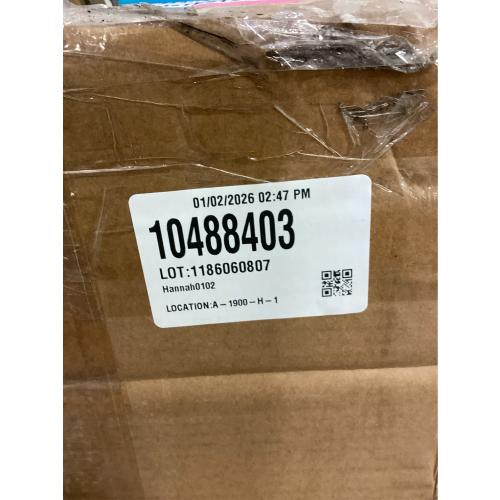 01/02/2026 02:47 PM
10488403
LOT:1186060807
Hannah0102
LOCATION:A – 1900 – H – 1